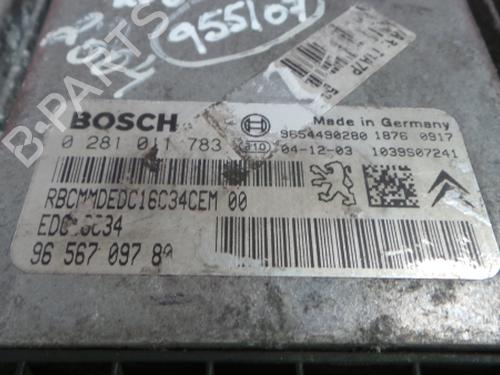 955107
BOSCH
Made in Germany
0 281 011 783
310
9654490280 1876 0917
04-12-03
1039S07241
RBCMMDEDC16C34CEM 00
96 567 097 80